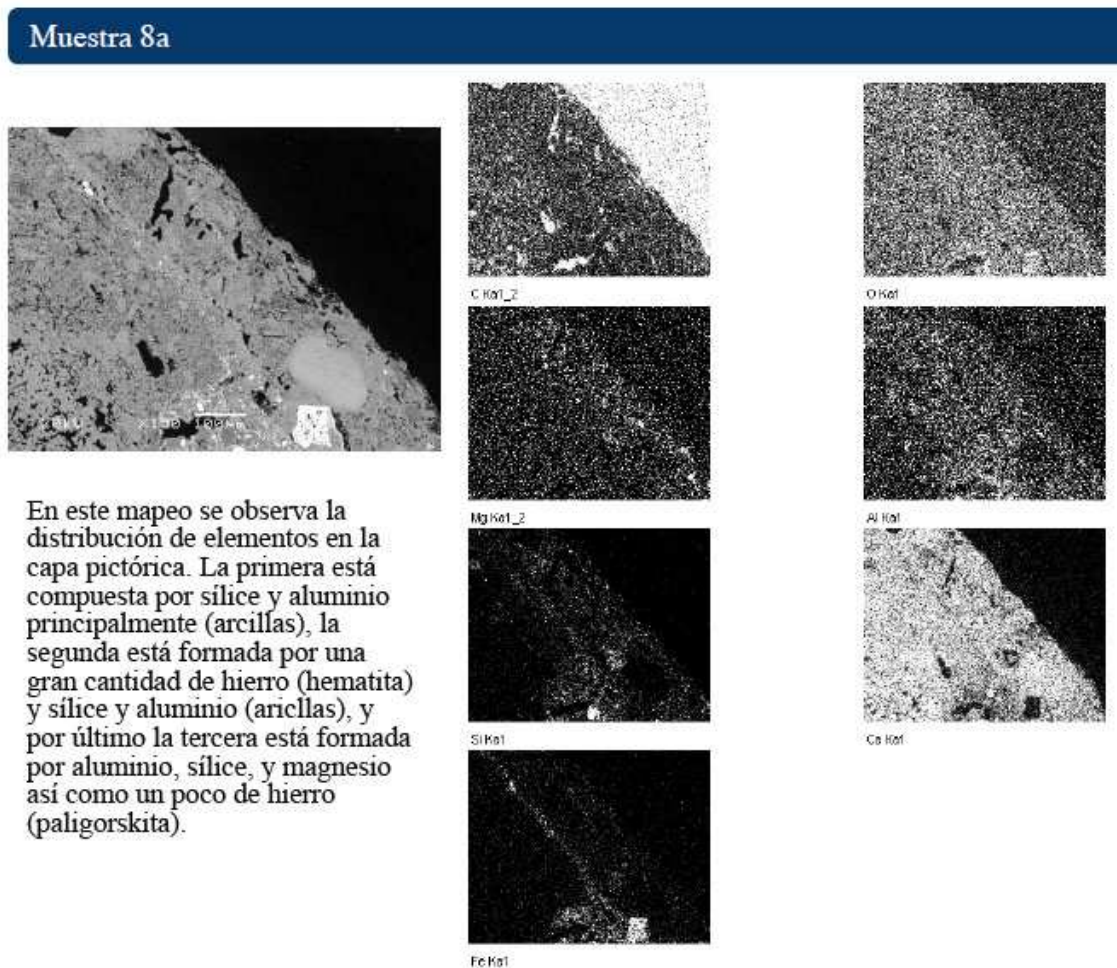 Muestra 8a
X130 100µm
C Ka1_2
O Ka1
Mg Ka1_2
Al Ka1
Si Ka1
Ca Ka1
Fe Ka1
En este mapeo se observa la
distribución de elementos en la
capa pictórica. La primera está
compuesta por sílice y aluminio
principalmente (arcillas), la
segunda está formada por una
gran cantidad de hierro (hematita)
y sílice y aluminio (aricllas), y
por último la tercera está formada
por aluminio, sílice, y magnesio
así como un poco de hierro
(paligorskita).